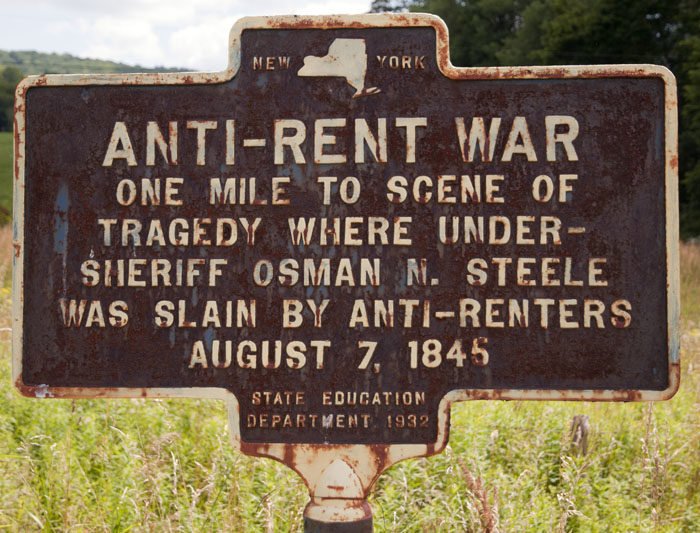 NEW YORK
ANTI-RENT WAR
ONE MILE TO SCENE OF
TRAGEDY WHERE UNDER-
SHERIFF OSMAN N. STEELE
WAS SLAIN BY ANTI-RENTERS
AUGUST 7, 1845
STATE EDUCATION
DEPARTMENT 1932